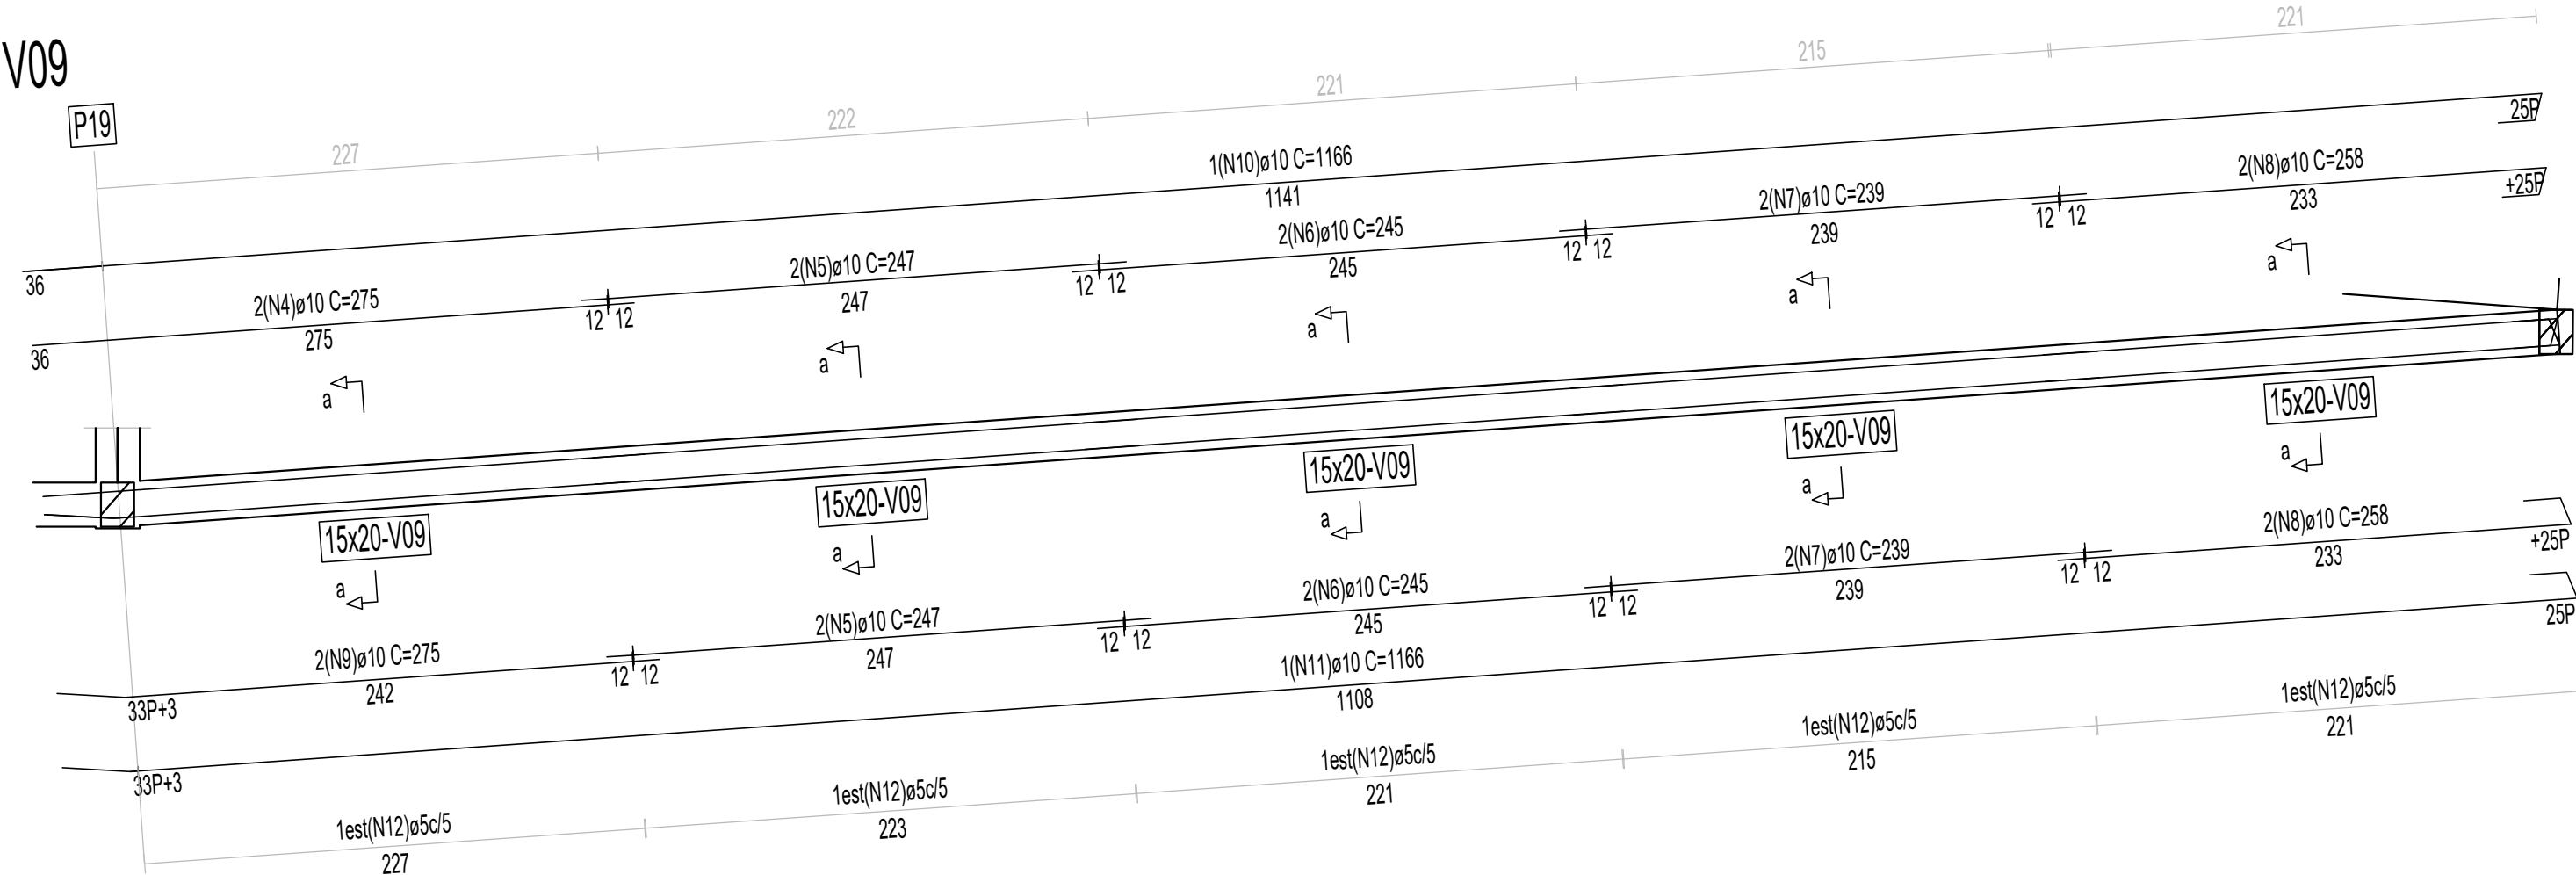 V09
P19
227
222
221
215
221
1(N10)ø10 C=1166
1141
36
25P
2(N4)ø10 C=275
275
36
12 12
2(N5)ø10 C=247
247
12 12
2(N6)ø10 C=245
245
12 12
2(N7)ø10 C=239
239
12 12
2(N8)ø10 C=258
233
+25P
a
a
a
a
a
15x20-V09
15x20-V09
15x20-V09
15x20-V09
15x20-V09
a
a
a
a
a
2(N9)ø10 C=275
242
33P+3
12 12
2(N5)ø10 C=247
247
12 12
2(N6)ø10 C=245
245
12 12
2(N7)ø10 C=239
239
12 12
2(N8)ø10 C=258
233
+25P
1(N11)ø10 C=1166
1108
33P+3
25P
1est(N12)ø5c/5
227
1est(N12)ø5c/5
223
1est(N12)ø5c/5
221
1est(N12)ø5c/5
215
1est(N12)ø5c/5
221